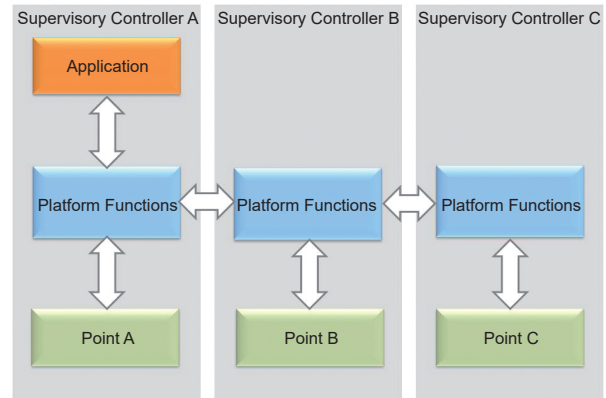 Supervisory Controller A
Supervisory Controller B
Supervisory Controller C
Application
Platform Functions
Platform Functions
Platform Functions
Point A
Point B
Point C